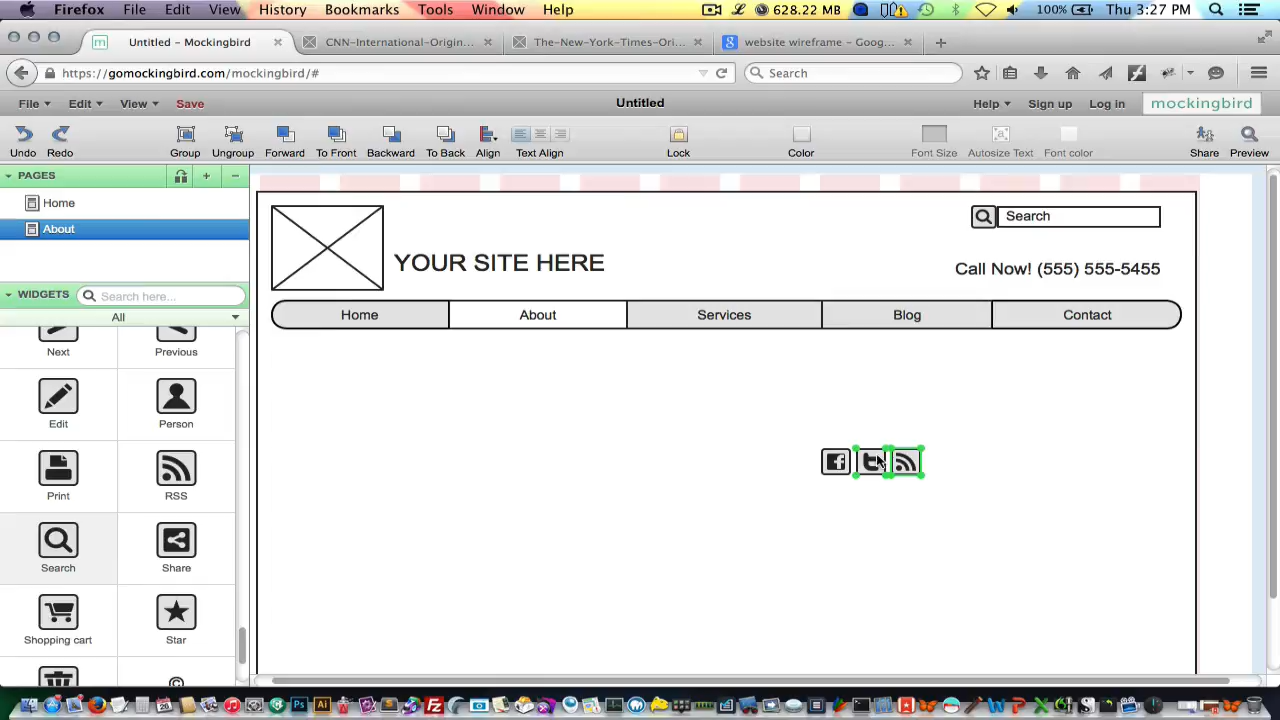 Firefox File Edit View History Bookmarks Tools Window Help 628.22 MB 100% Thu 3:27 PM
Untitled – Mockingbird CNN-International-Origin... The-New-York-Times-Ori... website wireframe - Goog...
https://gomockingbird.com/mockingbird/# Search
File Edit View Save Untitled Help Sign up Log in mockingbird
Undo Redo Group Ungroup Forward To Front Backward To Back Align Text Align Lock Color Font Size Autosize Text Font color Share Preview
PAGES
Home
About
WIDGETS Search here...
All
Next Previous
Edit Person
Print RSS
Search Share
Shopping cart Star
Search
YOUR SITE HERE
Call Now! (555) 555-5455
Home About Services Blog Contact